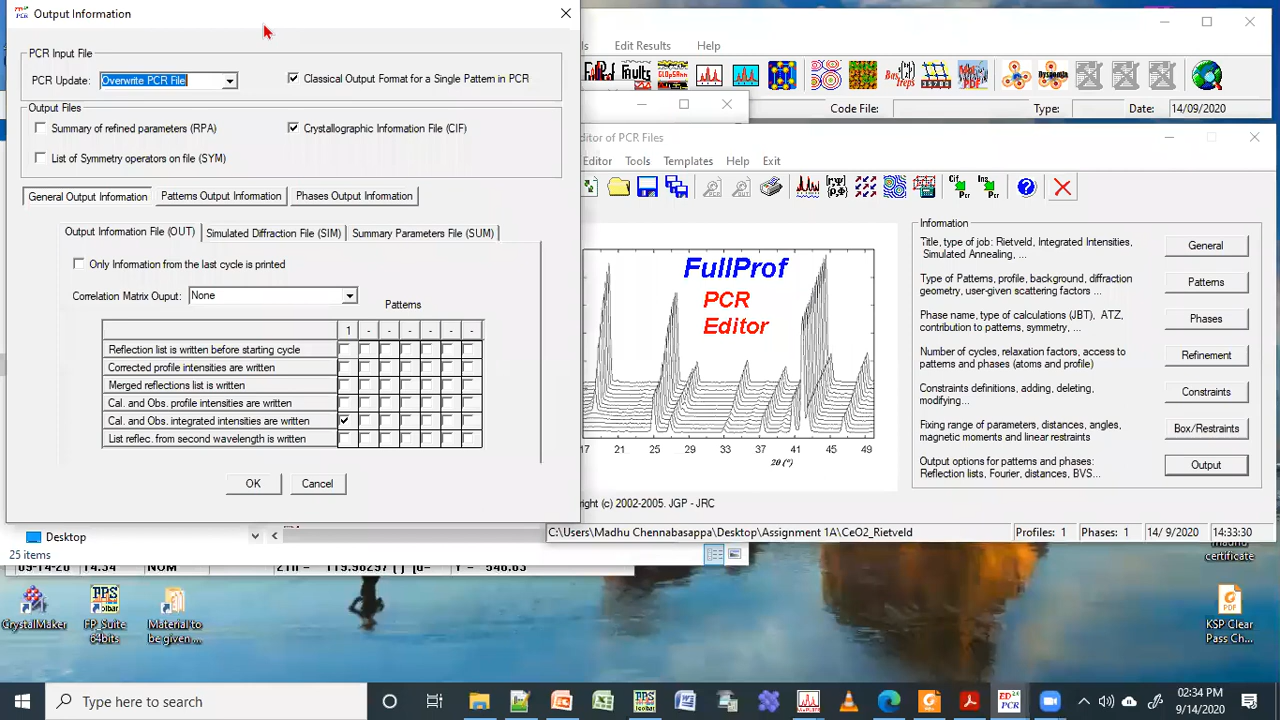 Output Information
PCR Input File
PCR Update: Overwrite PCR File
Classical Output Format for a Single Pattern in PCR
Output Files
Summary of refined parameters (RPA)
Crystallographic Information File (CIF)
List of Symmetry operators on file (SYM)
General Output Information
Patterns Output Information
Phases Output Information
Output Information File (OUT)
Simulated Diffraction File (SIM)
Summary Parameters File (SUM)
Only Information from the last cycle is printed
Correlation Matrix Ouput: None
Patterns
1 - - - - - -
Reflection list is written before starting cycle
Corrected profile intensities are written
Merged reflections list is written
Cal. and Obs. profile intensities are written
Cal. and Obs. integrated intensities are written
List reflec. from second wavelength is written
OK
Cancel
Edit Results
Help
Code File:
Type:
Date:
14/09/2020
Editor of PCR Files
Editor
Tools
Templates
Help
Exit
FullProf
PCR
Editor
17 21 25 29 33 37 41 45 49
2θ (°)
(c) 2002-2005. JGP - JRC
Information
Title, type of job: Rietveld, Integrated Intensities,
Simulated Annealing, ...
General
Type of Patterns, profile, background, diffraction
geometry, user-given scattering factors ...
Patterns
Phase name, type of calculations (JBT), ATZ,
contribution to patterns, symmetry, ...
Phases
Number of cycles, relaxation factors, access to
patterns and phases (atoms and profile)
Refinement
Constraints definitions, adding, deleting,
modifying...
Constraints
Fixing range of parameters, distances, angles,
magnetic moments and linear restraints
Box/Restraints
Output options for patterns and phases:
Reflection lists, Fourier, distances, BVS...
Output
C:\Users\Madhu Chennabasappa\Desktop\Assignment 1A\CeO2_Rietveld
Profiles: 1
Phases: 1
14/ 9/2020
14:33:30
Desktop
25 items
certificate
CrystalMaker
FP_Suite
64bits
Material to
be given...
KSP Clear
Pass Ch...
Type here to search
02:34 PM
9/14/2020